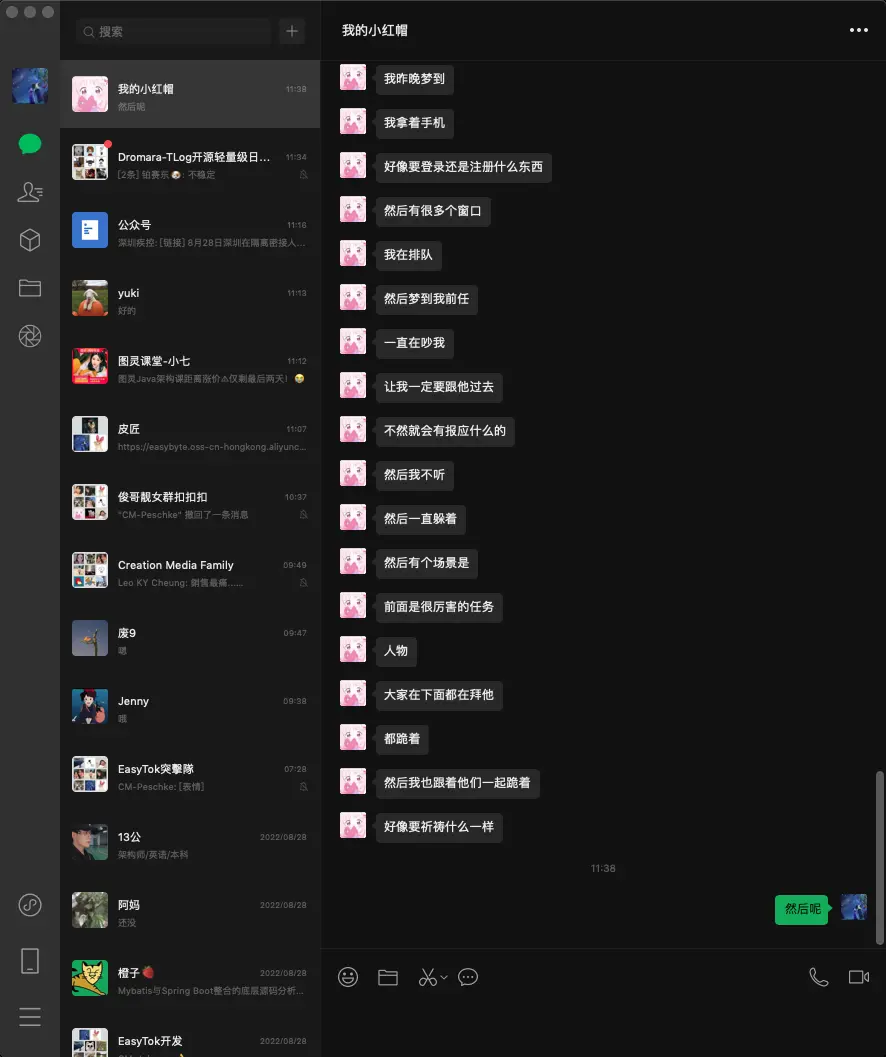 搜索
我的小红帽
11:38
然后呢
Dromara-TLog开源轻量级日...
11:34
[2条] 铂赛东🐶: 不稳定
公众号
11:16
深圳疾控: [链接] 8月28日深圳在隔离密接人...
yuki
11:13
好的
图灵课堂-小七
11:12
图灵Java架构课距离涨价⚠仅剩最后两天! 😭
皮匠
11:07
https://easybyte.oss-cn-hongkong.aliyunc...
俊哥靓女群扣扣扣
10:37
"CM-Peschke" 撤回了一条消息
Creation Media Family
09:49
Leo KY Cheung: 銷售最痛......
废9
09:47
嗯
Jenny
09:38
哦
EasyTok突擊隊
07:28
CM-Peschke: [表情]
13公
2022/08/28
架构师/英语/本科
阿妈
2022/08/28
还没
橙子🍓
2022/08/28
Mybatis与Spring Boot整合的底层源码分析...
EasyTok开发
2022/08/28
我的小红帽
我昨晚梦到
我拿着手机
好像要登录还是注册什么东西
然后有很多个窗口
我在排队
然后梦到我前任
一直在吵我
让我一定要跟他过去
不然就会有报应什么的
然后我不听
然后一直躲着
然后有个场景是
前面是很厉害的任务
人物
大家在下面都在拜他
都跪着
然后我也跟着他们一起跪着
好像要祈祷什么一样
11:38
然后呢